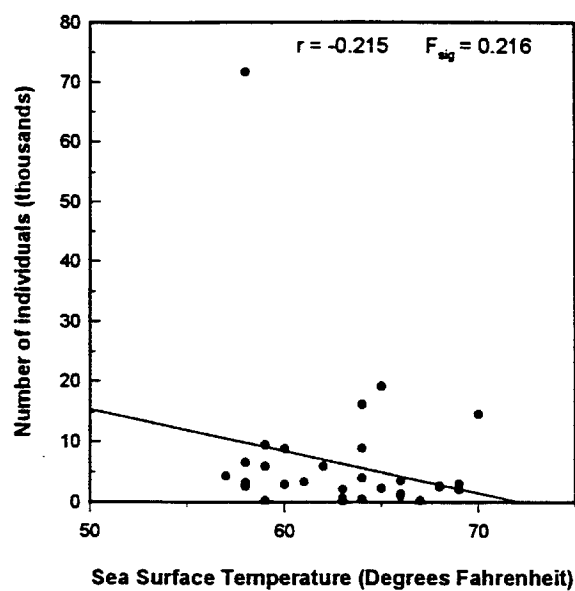 r = -0.215 F_sig = 0.216
Number of individuals (thousands)
80
70
60
50
40
30
20
10
0
50 60 70
Sea Surface Temperature (Degrees Fahrenheit)